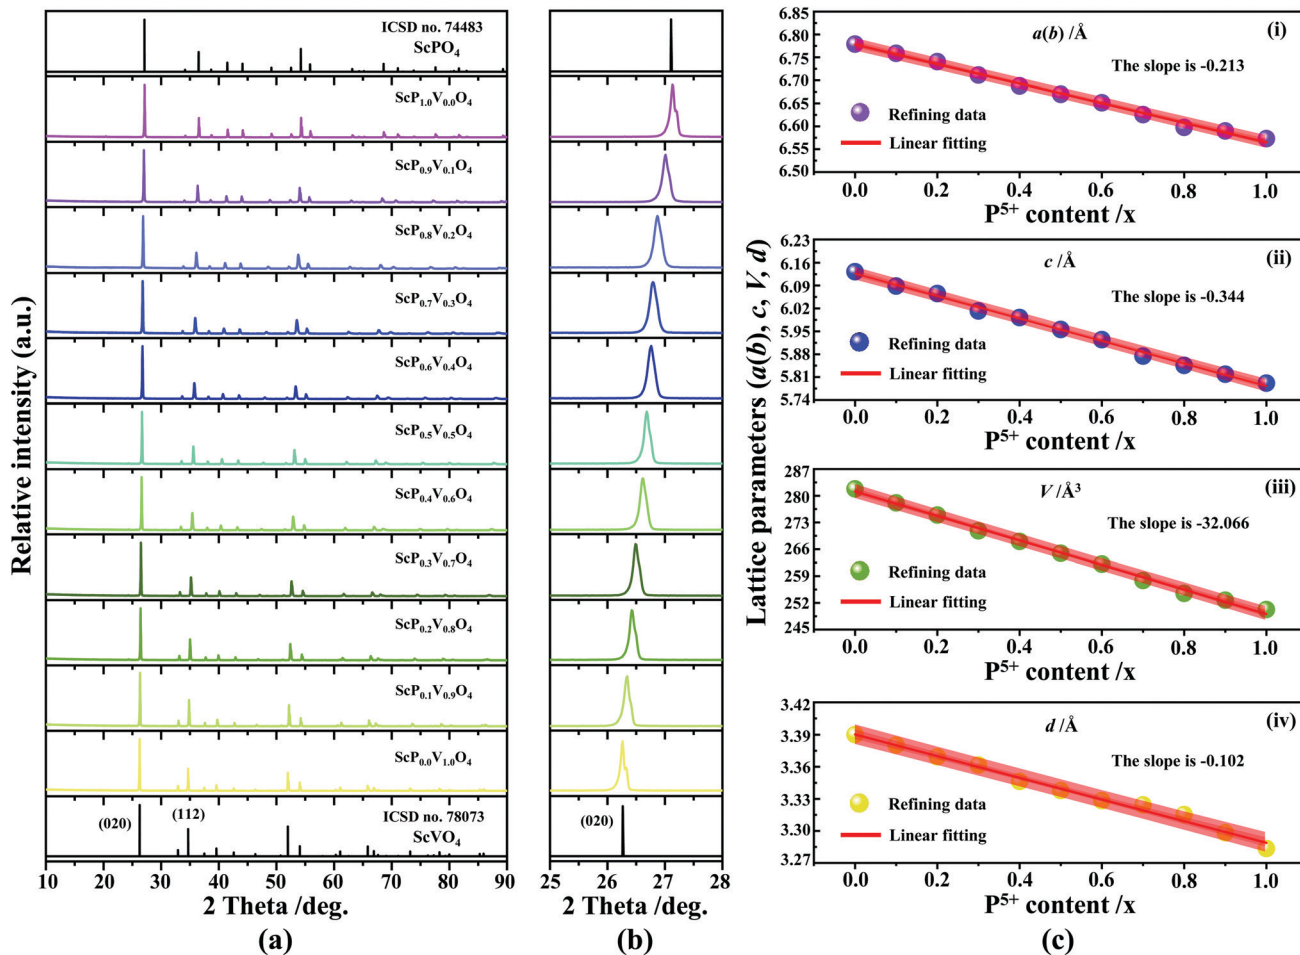 Relative intensity (a.u.)
ICSD no. 74483
ScPO₄
ScP₁.₀V₀.₀O₄
ScP₀.₉V₀.₁O₄
ScP₀.₈V₀.₂O₄
ScP₀.₇V₀.₃O₄
ScP₀.₆V₀.₄O₄
ScP₀.₅V₀.₅O₄
ScP₀.₄V₀.₆O₄
ScP₀.₃V₀.₇O₄
ScP₀.₂V₀.₈O₄
ScP₀.₁V₀.₉O₄
ScP₀.₀V₁.₀O₄
(020)
(112)
ICSD no. 78073
ScVO₄
10 20 30 40 50 60 70 80 90
2 Theta /deg.
(a)
(020)
25 26 27 28
2 Theta /deg.
(b)
Lattice parameters (a(b), c, V, d)
6.85
6.80
6.75
6.70
6.65
6.60
6.55
6.50
a(b) /Å
(i)
The slope is -0.213
Refining data
Linear fitting
0.0 0.2 0.4 0.6 0.8 1.0
P⁵⁺ content /x
6.23
6.16
6.09
6.02
5.95
5.88
5.81
5.74
c /Å
(ii)
The slope is -0.344
Refining data
Linear fitting
0.0 0.2 0.4 0.6 0.8 1.0
P⁵⁺ content /x
287
280
273
266
259
252
245
V /Å³
(iii)
The slope is -32.066
Refining data
Linear fitting
0.0 0.2 0.4 0.6 0.8 1.0
P⁵⁺ content /x
3.42
3.39
3.36
3.33
3.30
3.27
d /Å
(iv)
The slope is -0.102
Refining data
Linear fitting
0.0 0.2 0.4 0.6 0.8 1.0
P⁵⁺ content /x
(c)